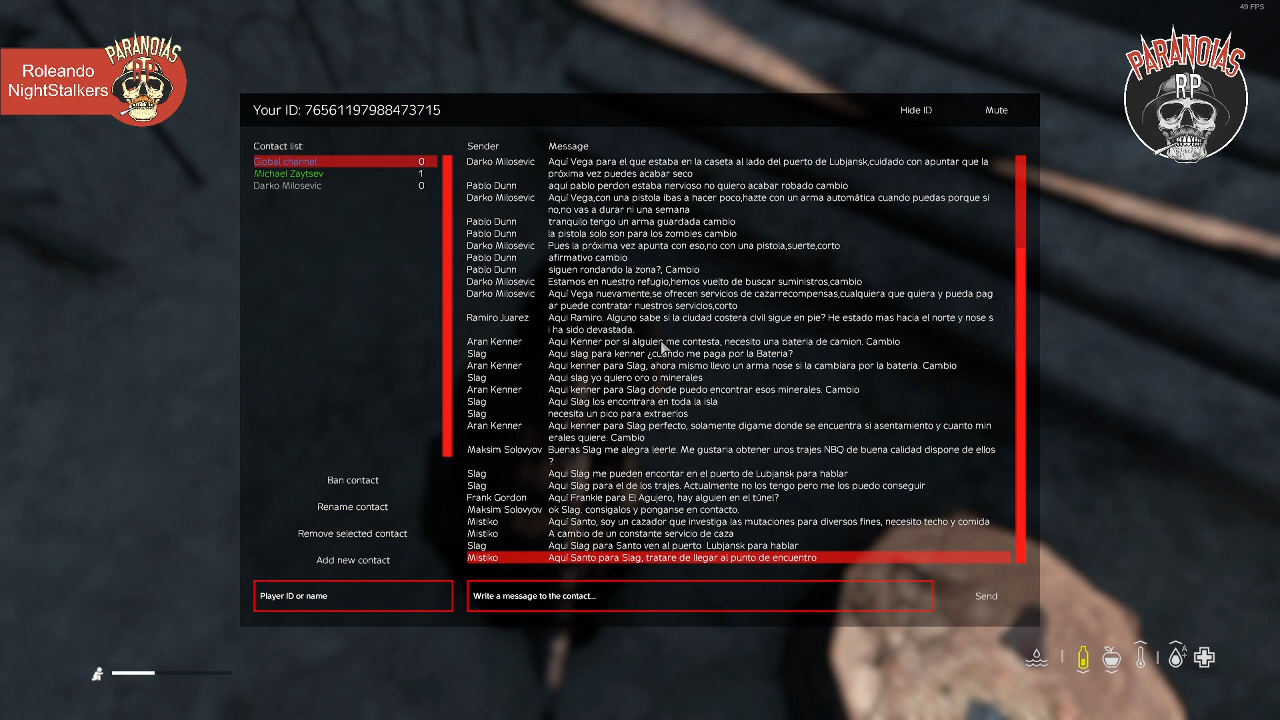 49 FPS
PARANOIAS
RP
Roleando
NightStalkers
PARANOIAS
RP
Your ID: 76561197988473715
Hide ID
Mute
Contact list:
Global channel 0
Michael Zaytsev 1
Darko Milosevic 0
Sender Message
Darko Milosevic Aquí Vega para el que estaba en la caseta al lado del puerto de Lubjansk,cuidado con apuntar que la
próxima vez puedes acabar seco
Pablo Dunn aqui pablo perdon estaba nervioso no quiero acabar robado cambio
Darko Milosevic Aquí Vega,con una pistola ibas a hacer poco,hazte con un arma automática cuando puedas porque si
no,no vas a durar ni una semana
Pablo Dunn tranquilo tengo un arma guardada cambio
Pablo Dunn la pistola solo son para los zombies cambio
Darko Milosevic Pues la próxima vez apunta con eso,no con una pistola,suerte,corto
Pablo Dunn afirmativo cambio
Pablo Dunn siguen rondando la zona?, Cambio
Darko Milosevic Estamos en nuestro refugio,hemos vuelto de buscar suministros,cambio
Darko Milosevic Aquí Vega nuevamente,se ofrecen servicios de cazarrecompensas,cualquiera que quiera y pueda pag
ar puede contratar nuestros servicios,corto
Ramiro Juarez Aqui Ramiro. Alguno sabe si la ciudad costera civil sigue en pie? He estado mas hacia el norte y nose s
i ha sido devastada.
Aran Kenner Aqui Kenner por si alguien me contesta, necesito una bateria de camion. Cambio
Slag Aqui slag para kenner ¿cuando me paga por la Bateria?
Aran Kenner Aqui kenner para Slag, ahora mismo llevo un arma nose si la cambiara por la bateria. Cambio
Slag Aqui slag yo quiero oro o minerales
Aran Kenner Aqui kenner para Slag donde puedo encontrar esos minerales. Cambio
Slag Aqui Slag los encontrara en toda la isla
Slag necesita un pico para extraerlos
Aran Kenner Aqui kenner para Slag perfecto, solamente digame donde se encuentra si asentamiento y cuanto min
erales quiere. Cambio
Maksim Solovyov Buenas Slag me alegra leerle. Me gustaria obtener unos trajes NBQ de buena calidad dispone de ellos
?
Slag Aqui Slag me pueden encontar en el puerto de Lubjansk para hablar
Slag Aqui Slag para el de los trajes. Actualmente no los tengo pero me los puedo conseguir
Frank Gordon Aquí Frankie para El Agujero, hay alguien en el túnel?
Maksim Solovyov ok Slag. consigalos y ponganse en contacto.
Mistiko Aquí Santo, soy un cazador que investiga las mutaciones para diversos fines, necesito techo y comida
Mistiko A cambio de un constante servicio de caza
Slag Aqui Slag para Santo ven al puerto Lubjansk para hablar
Mistiko Aquí Santo para Slag, tratare de llegar al punto de encuentro
Ban contact
Rename contact
Remove selected contact
Add new contact
Player ID or name
Write a message to the contact...
Send